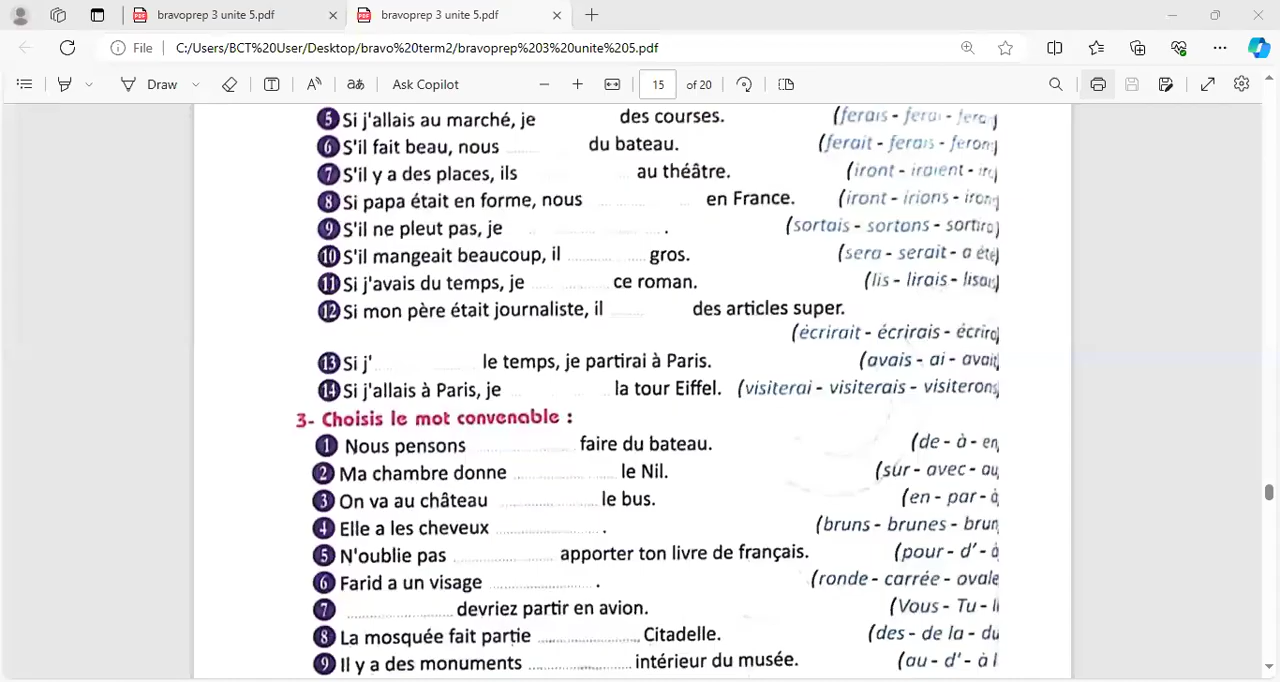 bravoprep 3 unite 5.pdf
bravoprep 3 unite 5.pdf
File C:/Users/BCT%20User/Desktop/bravo%20term2/bravoprep%203%20unite%205.pdf
Draw aあ Ask Copilot 15 of 20
5 Si j'allais au marché, je des courses. (ferais - ferai -
6 S'il fait beau, nous ........ du bateau. (ferait - ferais - ferons)
7 S'il y a des places, ils au théâtre. (iront - iraient -
8 Si papa était en forme, nous ........ en France. (iront - irions - irons)
9 S'il ne pleut pas, je ........ . (sortais - sortons -
10 S'il mangeait beaucoup, il ........ gros. (sera - serait - a été)
11 Si j'avais du temps, je ........ ce roman. (lis - lirais - lisais)
12 Si mon père était journaliste, il ........ des articles super.
(écrirait - écrirais -
13 Si j' ........ le temps, je partirai à Paris. (avais - ai - avait)
14 Si j'allais à Paris, je ........ la tour Eiffel. (visiterai - visiterais - visiterons)
3- Choisis le mot convenable :
1 Nous pensons ........ faire du bateau. (de - à - en)
2 Ma chambre donne ........ le Nil. (sur - avec - au)
3 On va au château ........ le bus. (en - par - à)
4 Elle a les cheveux ........ . (bruns - brunes - brun)
5 N'oublie pas ........ apporter ton livre de français. (pour - d' - à)
6 Farid a un visage ........ . (ronde - carrée - ovale
7 ........ devriez partir en avion. (Vous - Tu -
8 La mosquée fait partie ........ Citadelle. (des - de la - du
9 Il y a des monuments ........ intérieur du musée. (au - d' - à l